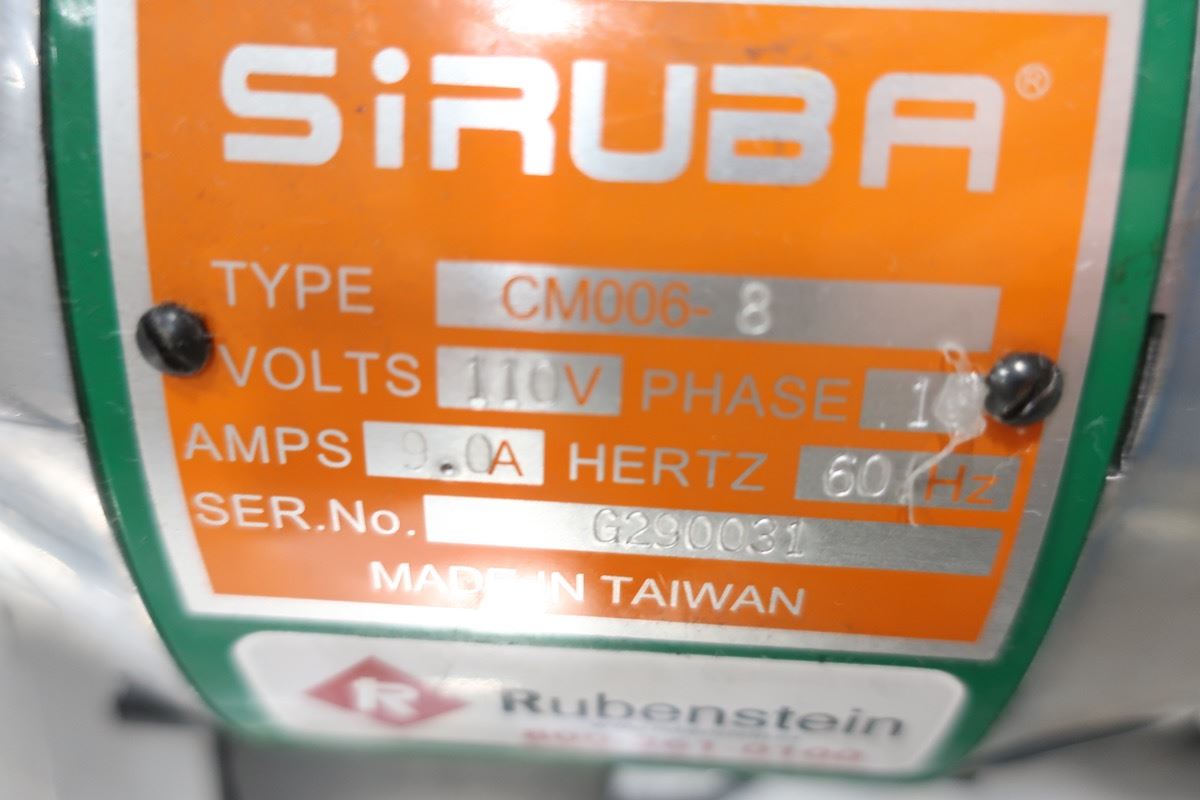 SiRUBA®
TYPE CM006-8
VOLTS 110V PHASE 1
AMPS 9.0A HERTZ 60 Hz
SER.No. G290031
MADE IN TAIWAN
R Rubenstein